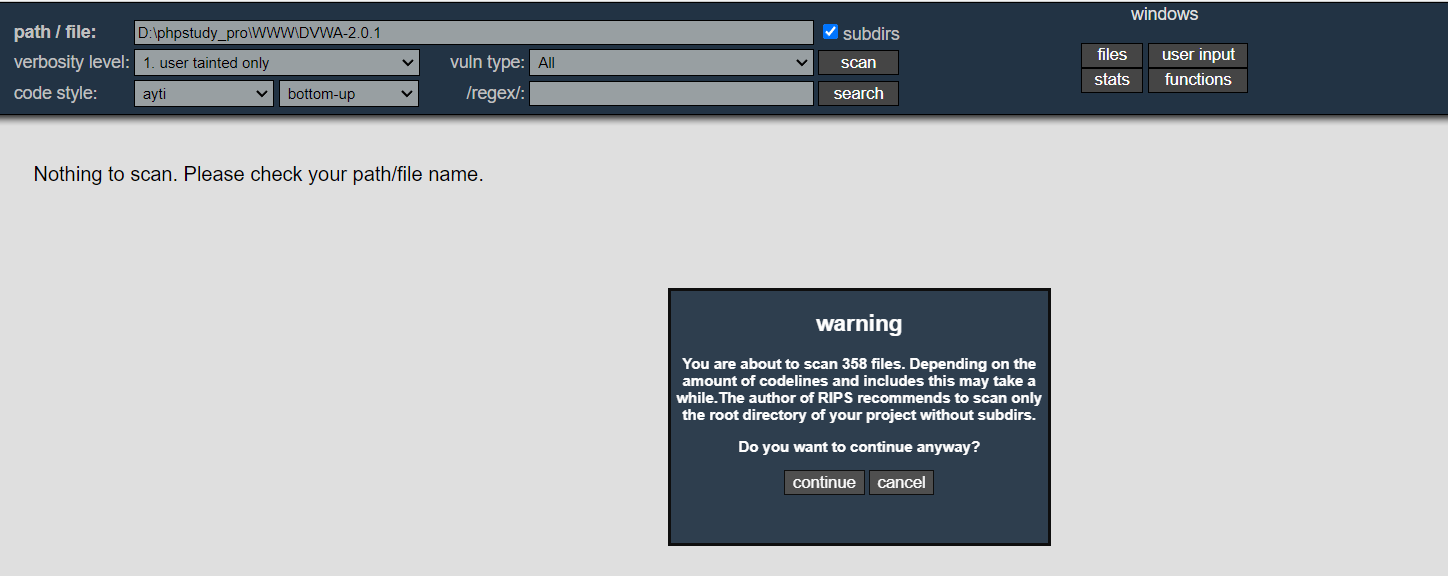 windows
path / file: D:\phpstudy_pro\WWW\DVWA-2.0.1 subdirs
verbosity level: 1. user tainted only vuln type: All scan
files user input
code style: ayti bottom-up /regex/: search
stats functions
Nothing to scan. Please check your path/file name.
warning
You are about to scan 358 files. Depending on the
amount of codelines and includes this may take a
while.The author of RIPS recommends to scan only
the root directory of your project without subdirs.
Do you want to continue anyway?
continue cancel